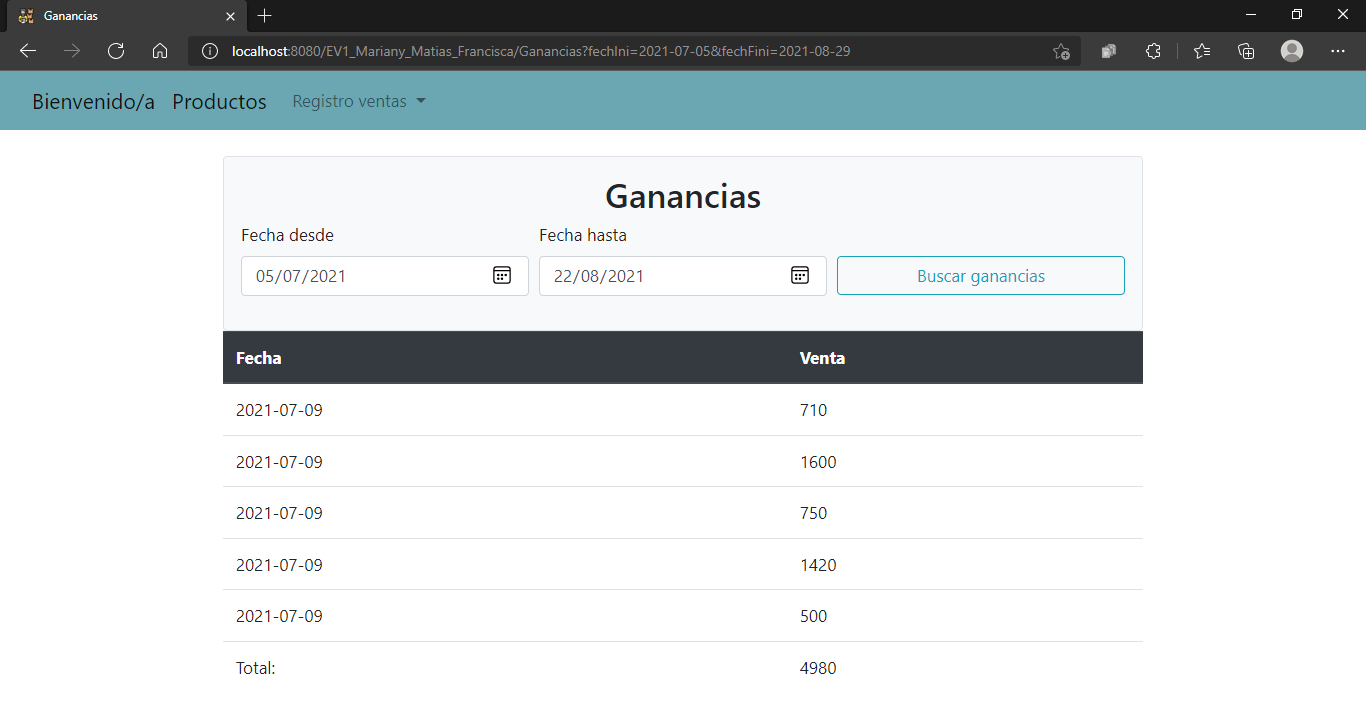 Ganancias
localhost:8080/EV1_Mariany_Matias_Francisca/Ganancias?fechIni=2021-07-05&fechFini=2021-08-29
Bienvenido/a Productos Registro ventas
Ganancias
Fecha desde Fecha hasta
05/07/2021 22/08/2021 Buscar ganancias
Fecha Venta
2021-07-09 710
2021-07-09 1600
2021-07-09 750
2021-07-09 1420
2021-07-09 500
Total: 4980